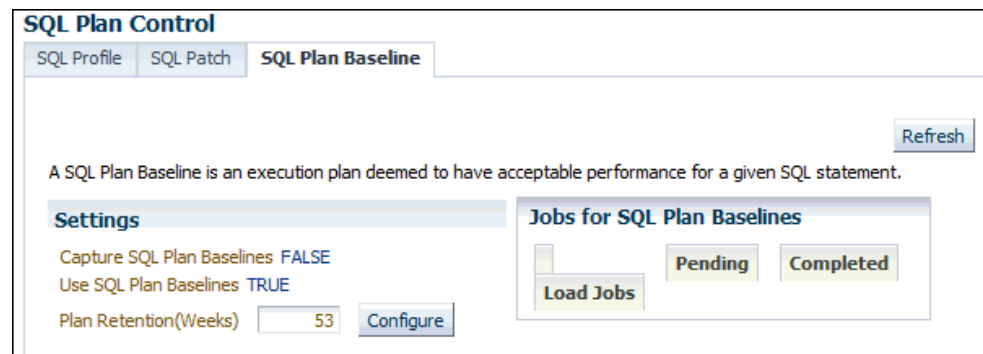 SQL Plan Control
SQL Profile SQL Patch SQL Plan Baseline
Refresh
A SQL Plan Baseline is an execution plan deemed to have acceptable performance for a given SQL statement.
Settings
Capture SQL Plan Baselines FALSE
Use SQL Plan Baselines TRUE
Plan Retention(Weeks) 53 Configure
Jobs for SQL Plan Baselines
Pending Completed
Load Jobs